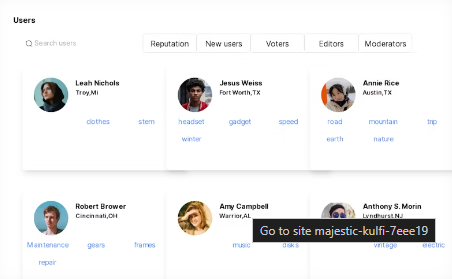 Users
Search users
Reputation New users Voters Editors Moderators
Leah Nichols Jesus Weiss Annie Rice
Troy,Mi Fort Worth,TX Austin,TX
clothes stem headset gadget speed road mountain trip
winter earth nature
Robert Brower Amy Campbell Anthony S. Morin
Cincinnati,OH Warrior,AL Lyndhurst,NJ
Go to site majestic-kulfi-7eee19
Maintenance gears frames music disks vintage electric
repair